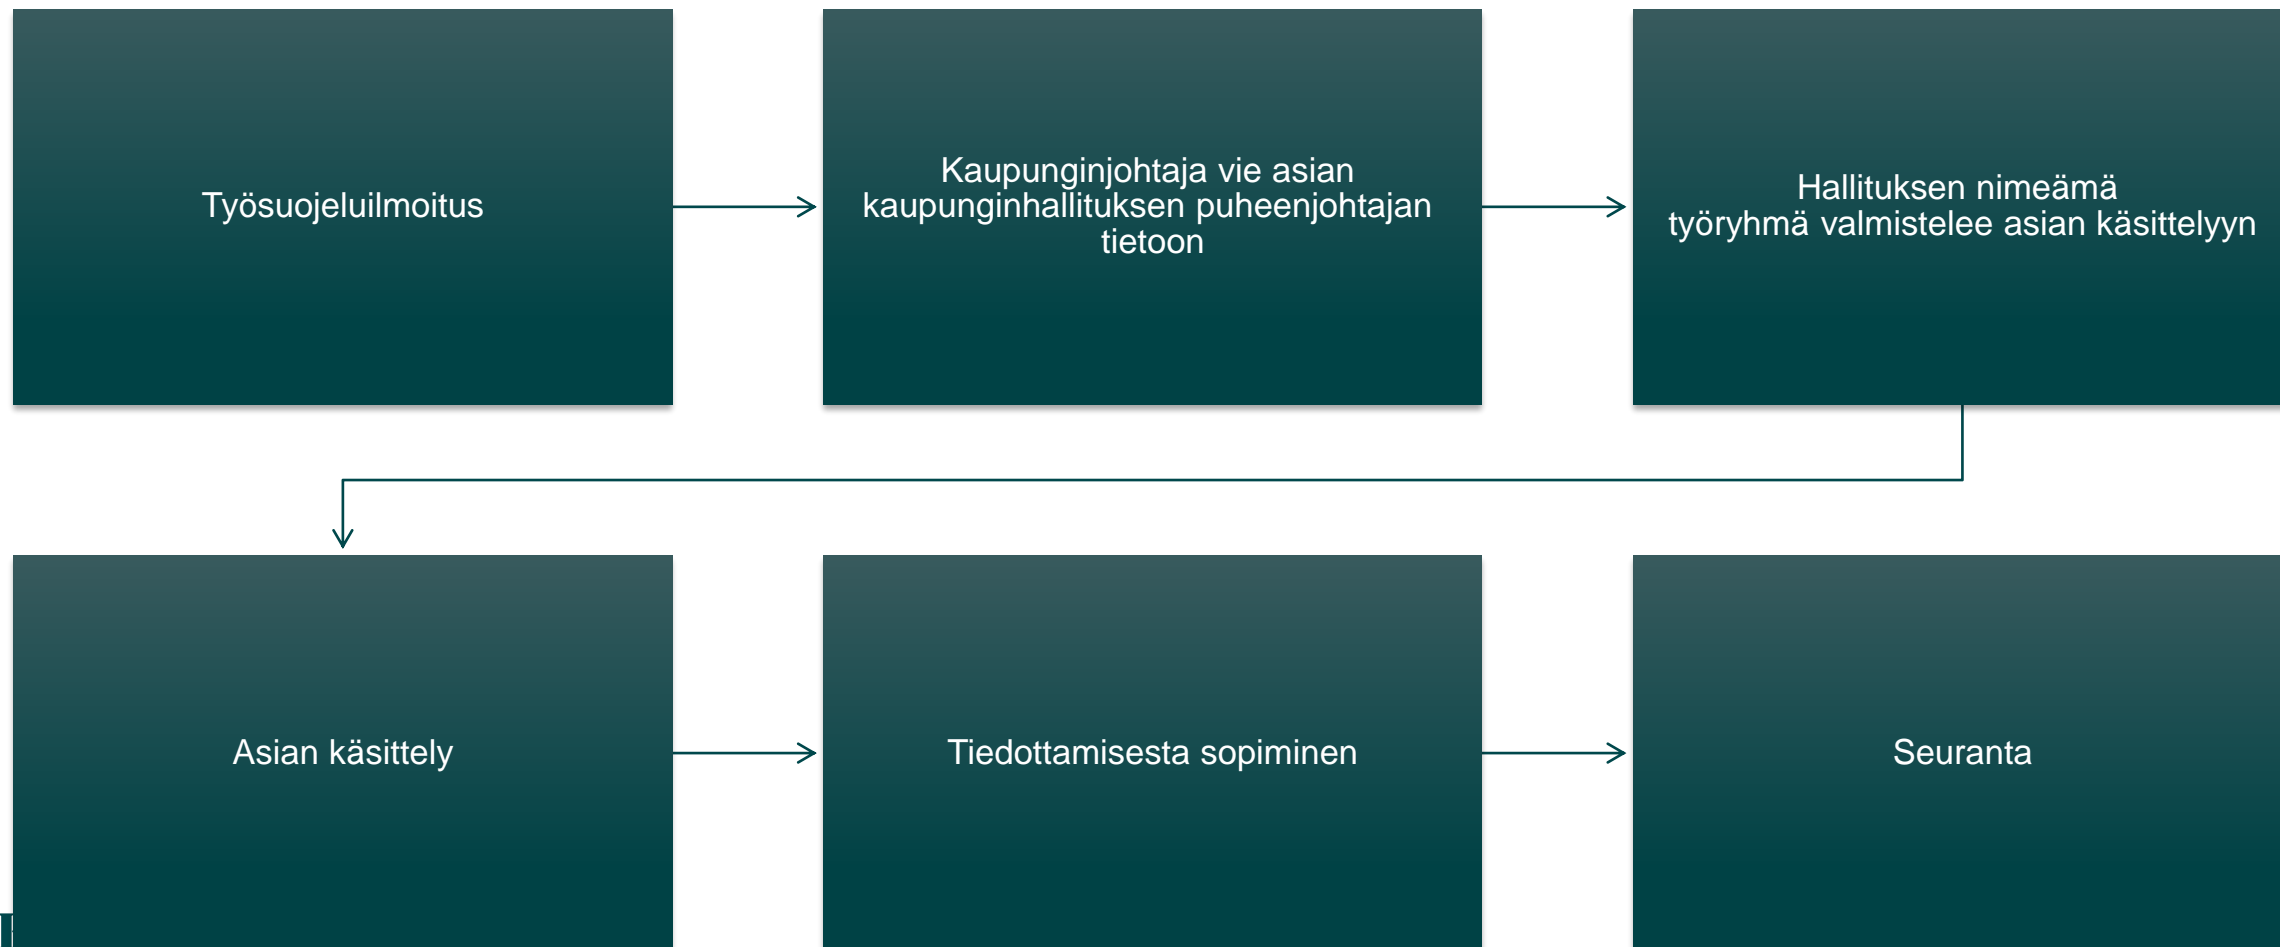 Työsuojeluilmoitus
Kaupunginjohtaja vie asian
kaupunginhallituksen puheenjohtajan
tietoon
Hallituksen nimeämä
työryhmä valmistelee asian käsittelyyn
Asian käsittely
Tiedottamisesta sopiminen
Seuranta